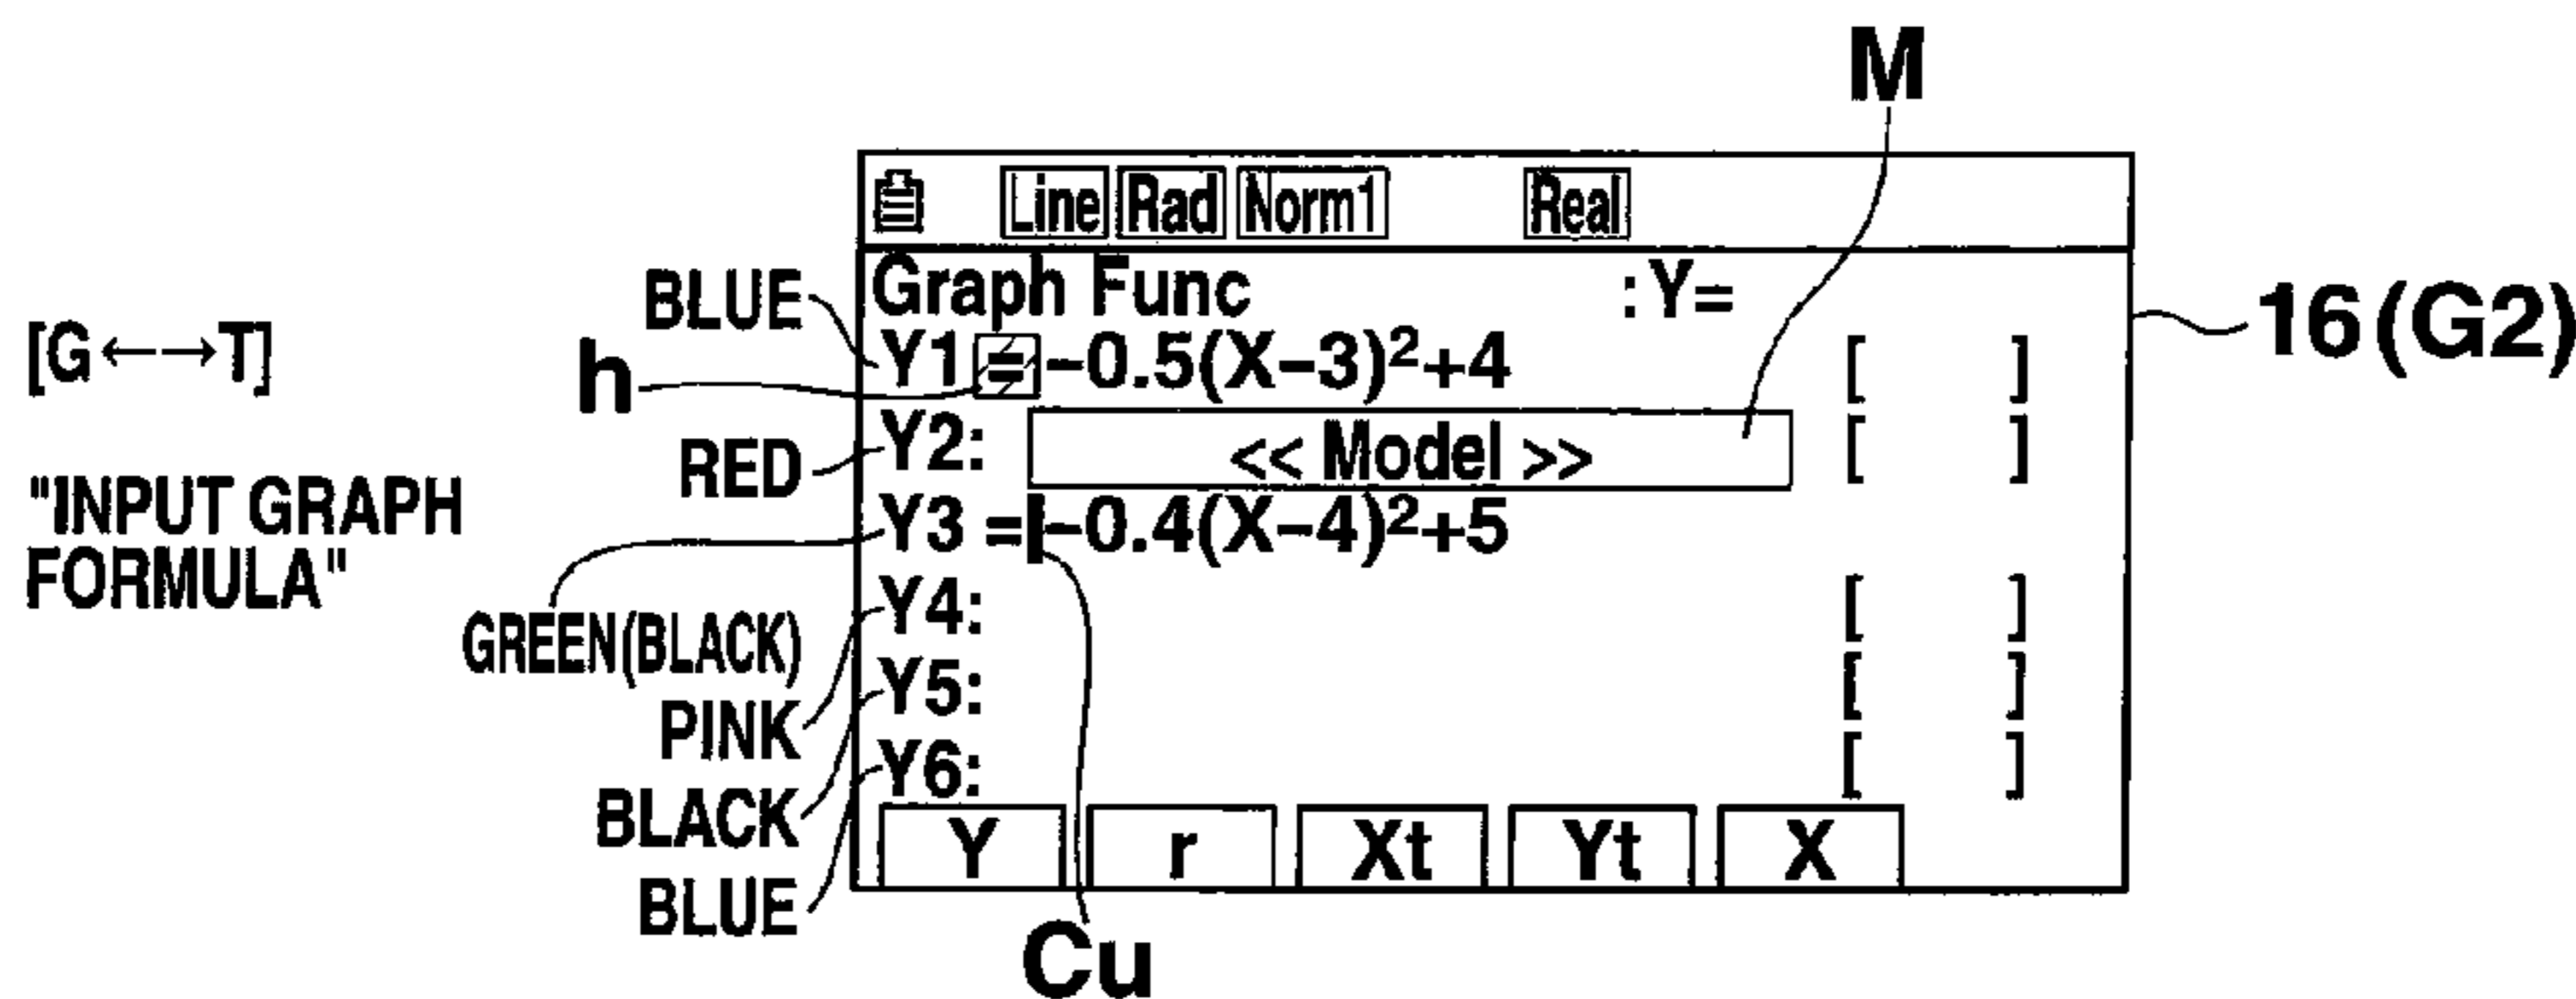 M
Line Rad Norm1 Real
BLUE Graph Func :Y=
[G←→T] h Y1=-0.5(X-3)²+4 [ ] 16(G2)
RED Y2: << Model >> [ ]
"INPUT GRAPH
FORMULA"
Y3 =-0.4(X-4)²+5
GREEN(BLACK) Y4: [ ]
PINK Y5: [ ]
BLACK Y6: [ ]
BLUE Y r Xt Yt X
Cu